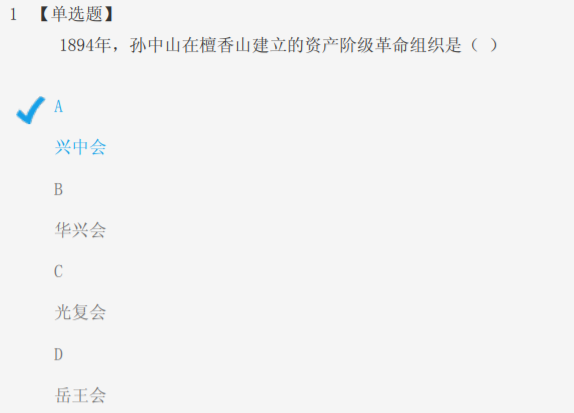 1 【单选题】
1894年，孙中山在檀香山建立的资产阶级革命组织是（ ）
A
兴中会
B
华兴会
C
光复会
D
岳王会